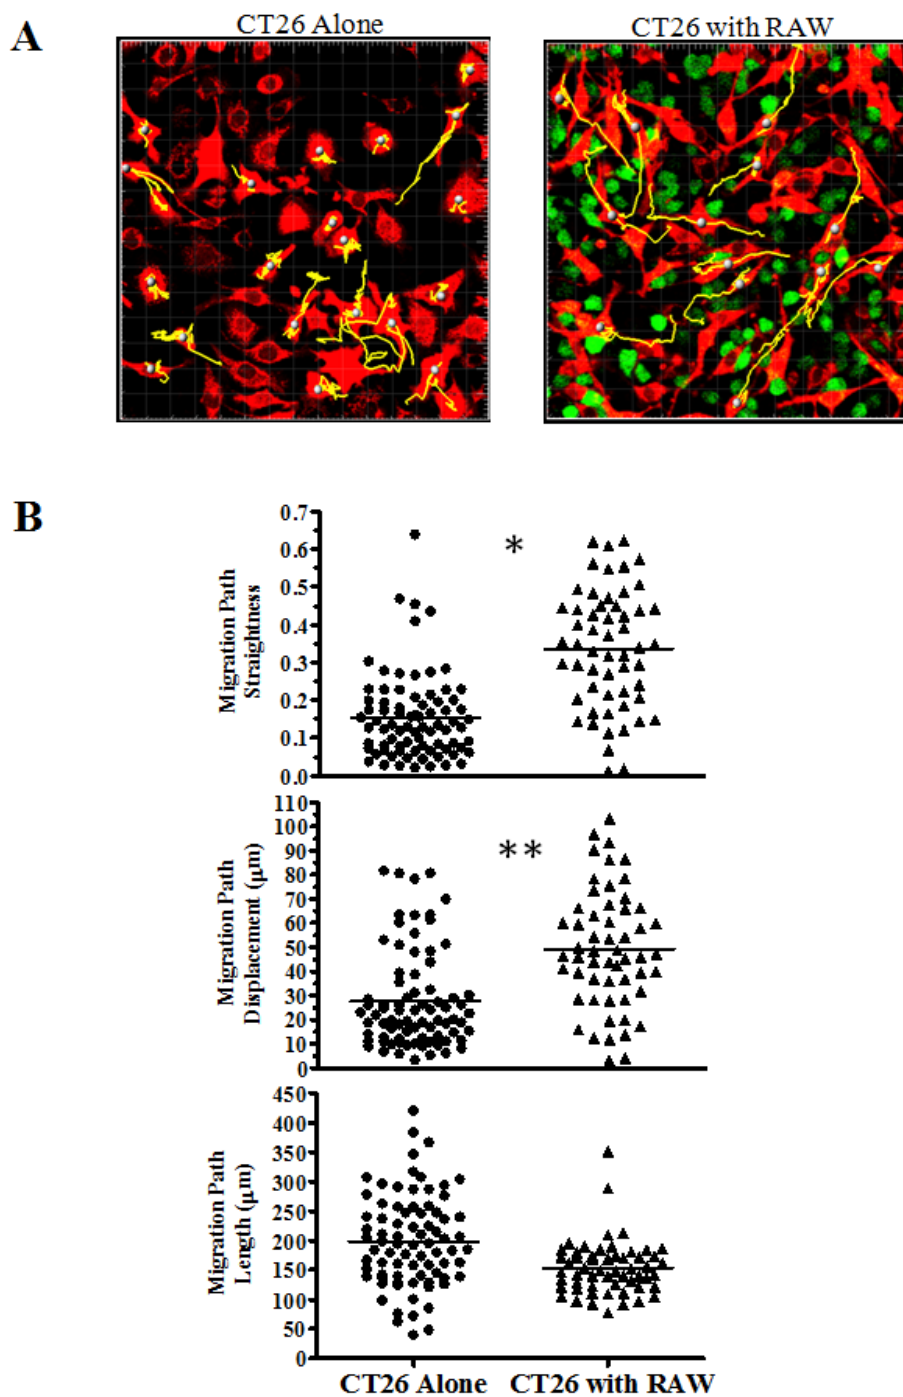 A
CT26 Alone
CT26 with RAW
B
Migration Path
Straightness
0.7
0.6
0.5
0.4
0.3
0.2
0.1
0.0
*
Migration Path
Displacement (μm)
110
100
90
80
70
60
50
40
30
20
10
0
**
Migration Path
Length (μm)
450
400
350
300
250
200
150
100
50
0
CT26 Alone
CT26 with RAW